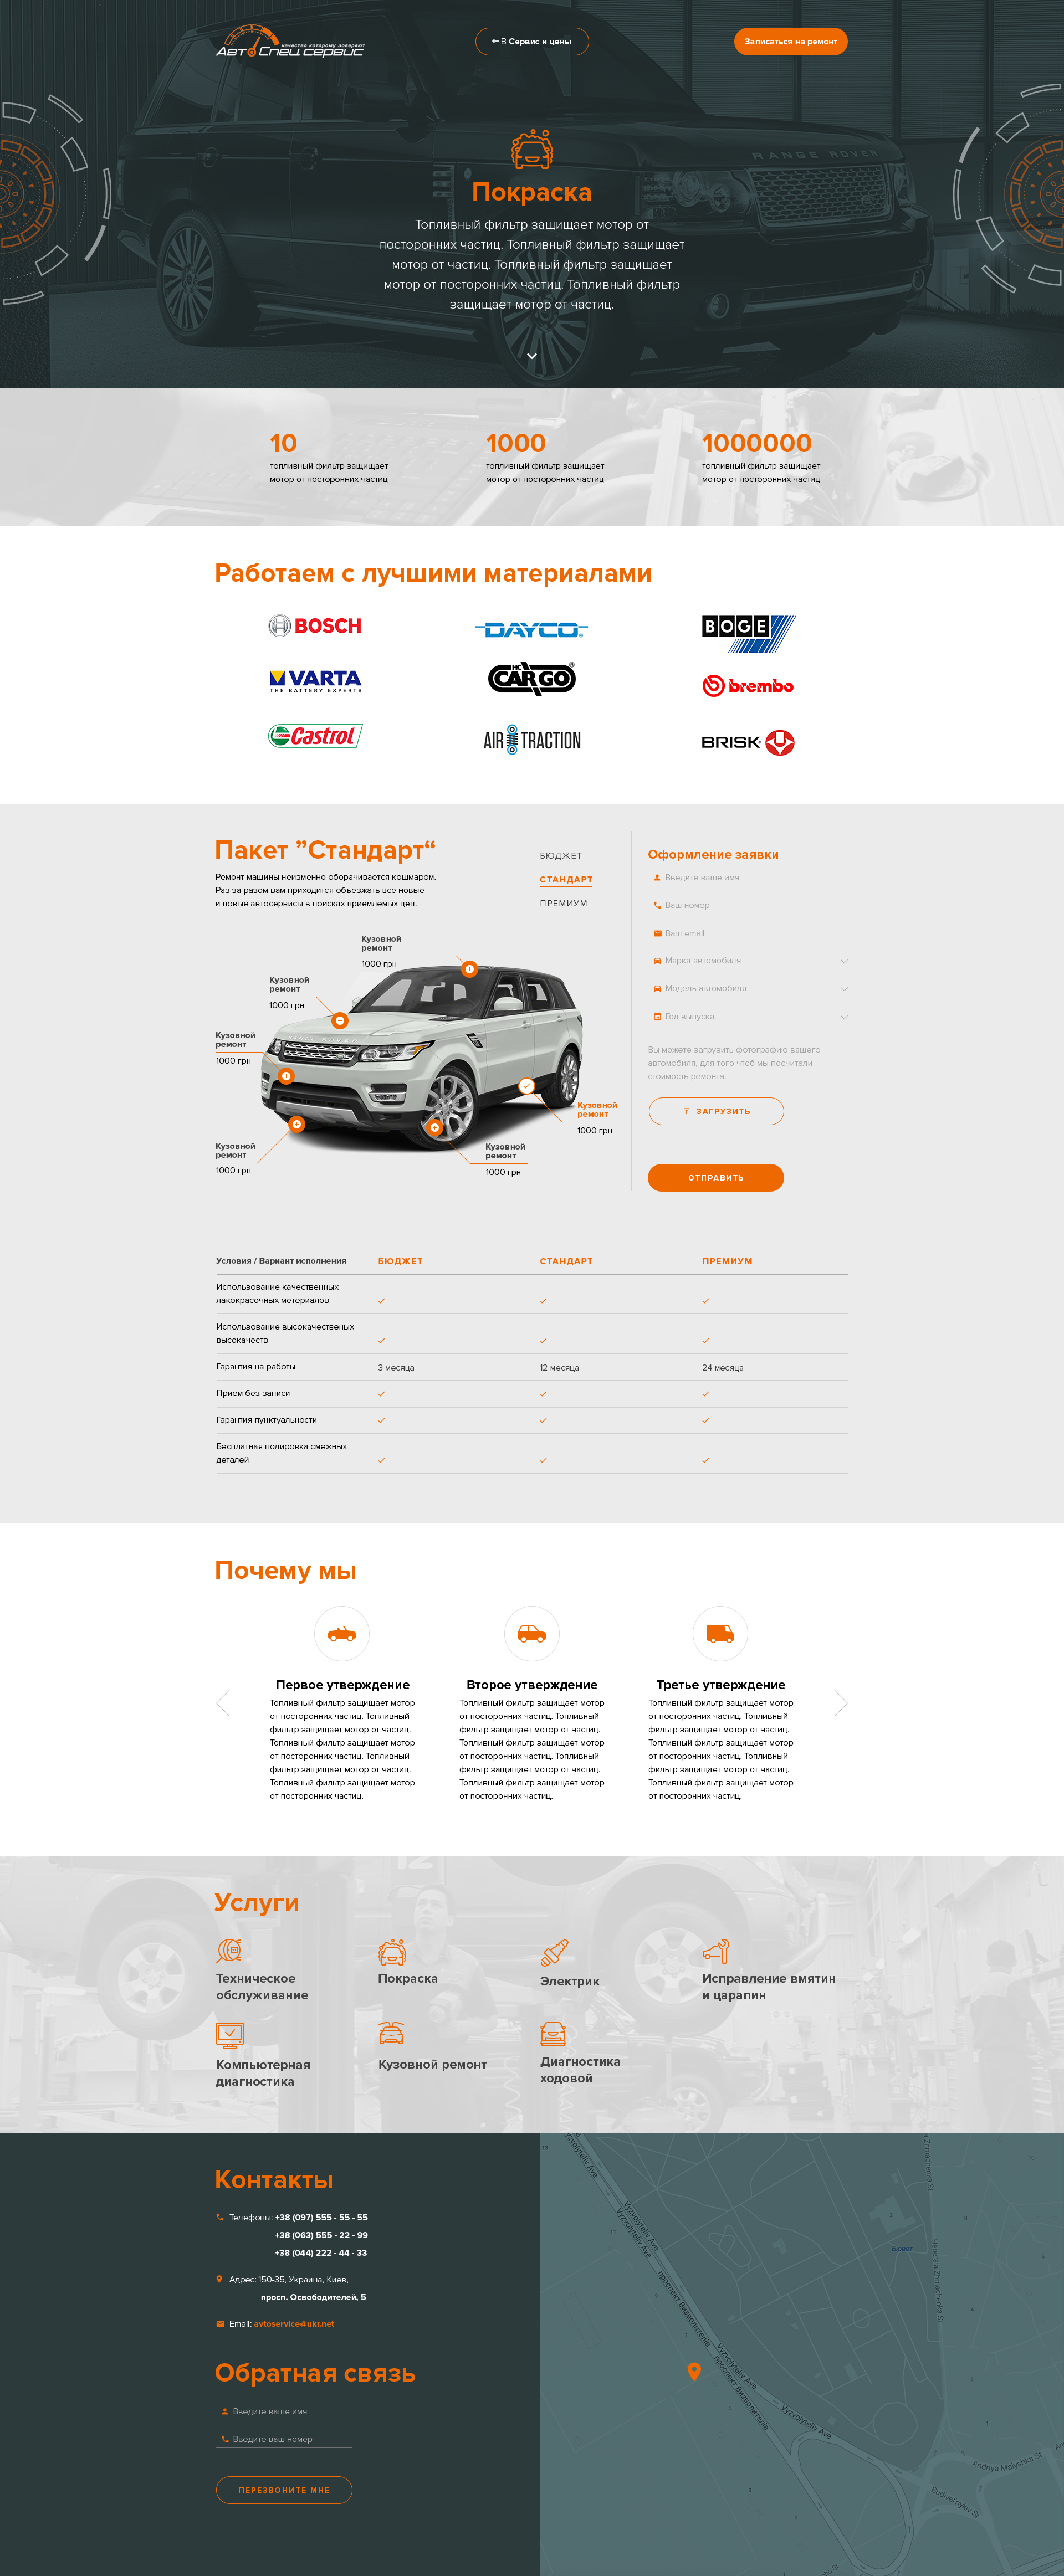 качество которому доверяют
Авто Спец сервис
В Сервис и цены
Записаться на ремонт
RANGE ROVER
Покраска
Топливный фильтр защищает мотор от
посторонних частиц. Топливный фильтр защищает
мотор от частиц. Топливный фильтр защищает
мотор от посторонних частиц. Топливный фильтр
защищает мотор от частиц.
10
топливный фильтр защищает
мотор от посторонних частиц
1000
топливный фильтр защищает
мотор от посторонних частиц
1000000
топливный фильтр защищает
мотор от посторонних частиц
Работаем с лучшими материалами
BOSCH
DAYCO
BOGE
VARTA
THE BATTERY EXPERTS
HC
CARGO
brembo
Castrol
AIR TRACTION
BRISK
Пакет ”Стандарт“
Ремонт машины неизменно оборачивается кошмаром.
Раз за разом вам приходится объезжать все новые
и новые автосервисы в поисках приемлемых цен.
БЮДЖЕТ
СТАНДАРТ
ПРЕМИУМ
Кузовной
ремонт
1000 грн
Кузовной
ремонт
1000 грн
Кузовной
ремонт
1000 грн
Кузовной
ремонт
1000 грн
Кузовной
ремонт
1000 грн
Кузовной
ремонт
1000 грн
Оформление заявки
Введите ваше имя
Ваш номер
Ваш email
Марка автомобиля
Модель автомобиля
Год выпуска
Вы можете загрузить фотографию вашего
автомобиля, для того чтоб мы посчитали
стоимость ремонта.
ЗАГРУЗИТЬ
ОТПРАВИТЬ
Условия / Вариант исполнения БЮДЖЕТ СТАНДАРТ ПРЕМИУМ
Использование качественных
лакокрасочных метериалов
Использование высокачественых
высокачеств
Гарантия на работы 3 месяца 12 месяца 24 месяца
Прием без записи
Гарантия пунктуальности
Бесплатная полировка смежных
деталей
Почему мы
Первое утверждение
Топливный фильтр защищает мотор
от посторонних частиц. Топливный
фильтр защищает мотор от частиц.
Топливный фильтр защищает мотор
от посторонних частиц. Топливный
фильтр защищает мотор от частиц.
Топливный фильтр защищает мотор
от посторонних частиц.
Второе утверждение
Топливный фильтр защищает мотор
от посторонних частиц. Топливный
фильтр защищает мотор от частиц.
Топливный фильтр защищает мотор
от посторонних частиц. Топливный
фильтр защищает мотор от частиц.
Топливный фильтр защищает мотор
от посторонних частиц.
Третье утверждение
Топливный фильтр защищает мотор
от посторонних частиц. Топливный
фильтр защищает мотор от частиц.
Топливный фильтр защищает мотор
от посторонних частиц. Топливный
фильтр защищает мотор от частиц.
Топливный фильтр защищает мотор
от посторонних частиц.
Услуги
Техническое
обслуживание
Покраска
Электрик
Исправление вмятин
и царапин
Компьютерная
диагностика
Кузовной ремонт
Диагностика
ходовой
Контакты
Телефоны: +38 (097) 555 - 55 - 55
+38 (063) 555 - 22 - 99
+38 (044) 222 - 44 - 33
Адрес: 150-35, Украина, Киев,
просп. Освободителей, 5
Email: avtoservice@ukr.net
Обратная связь
Введите ваше имя
Введите ваш номер
ПЕРЕЗВОНИТЕ МНЕ
Vyzvolyteliv Ave
Vyzvolyteliv Ave
Vyzvolyteliv Ave
проспект Визволителів
Vyzvolyteliv Ave
проспект Визволителів
Vyzvolyteliv Ave
Andriya Malyshka St